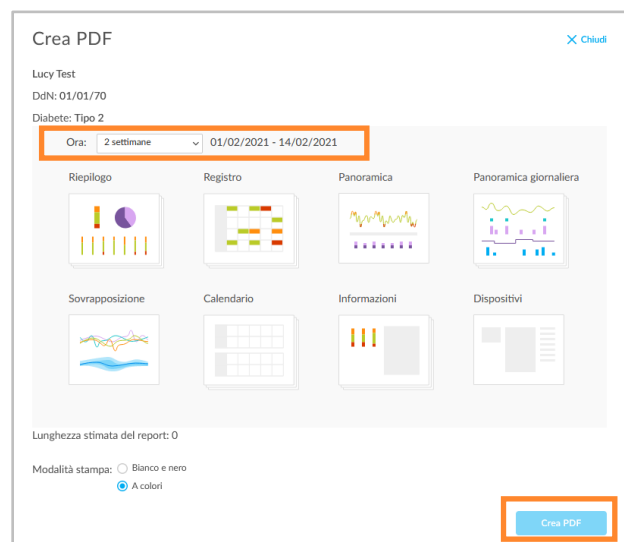 Crea PDF
Chiudi
Lucy Test
DdN: 01/01/70
Diabete: Tipo 2
Ora: 2 settimane 01/02/2021 - 14/02/2021
Riepilogo Registro Panoramica Panoramica giornaliera
Sovrapposizione Calendario Informazioni Dispositivi
Lunghezza stimata del report: 0
Modalità stampa: Bianco e nero
A colori
Crea PDF